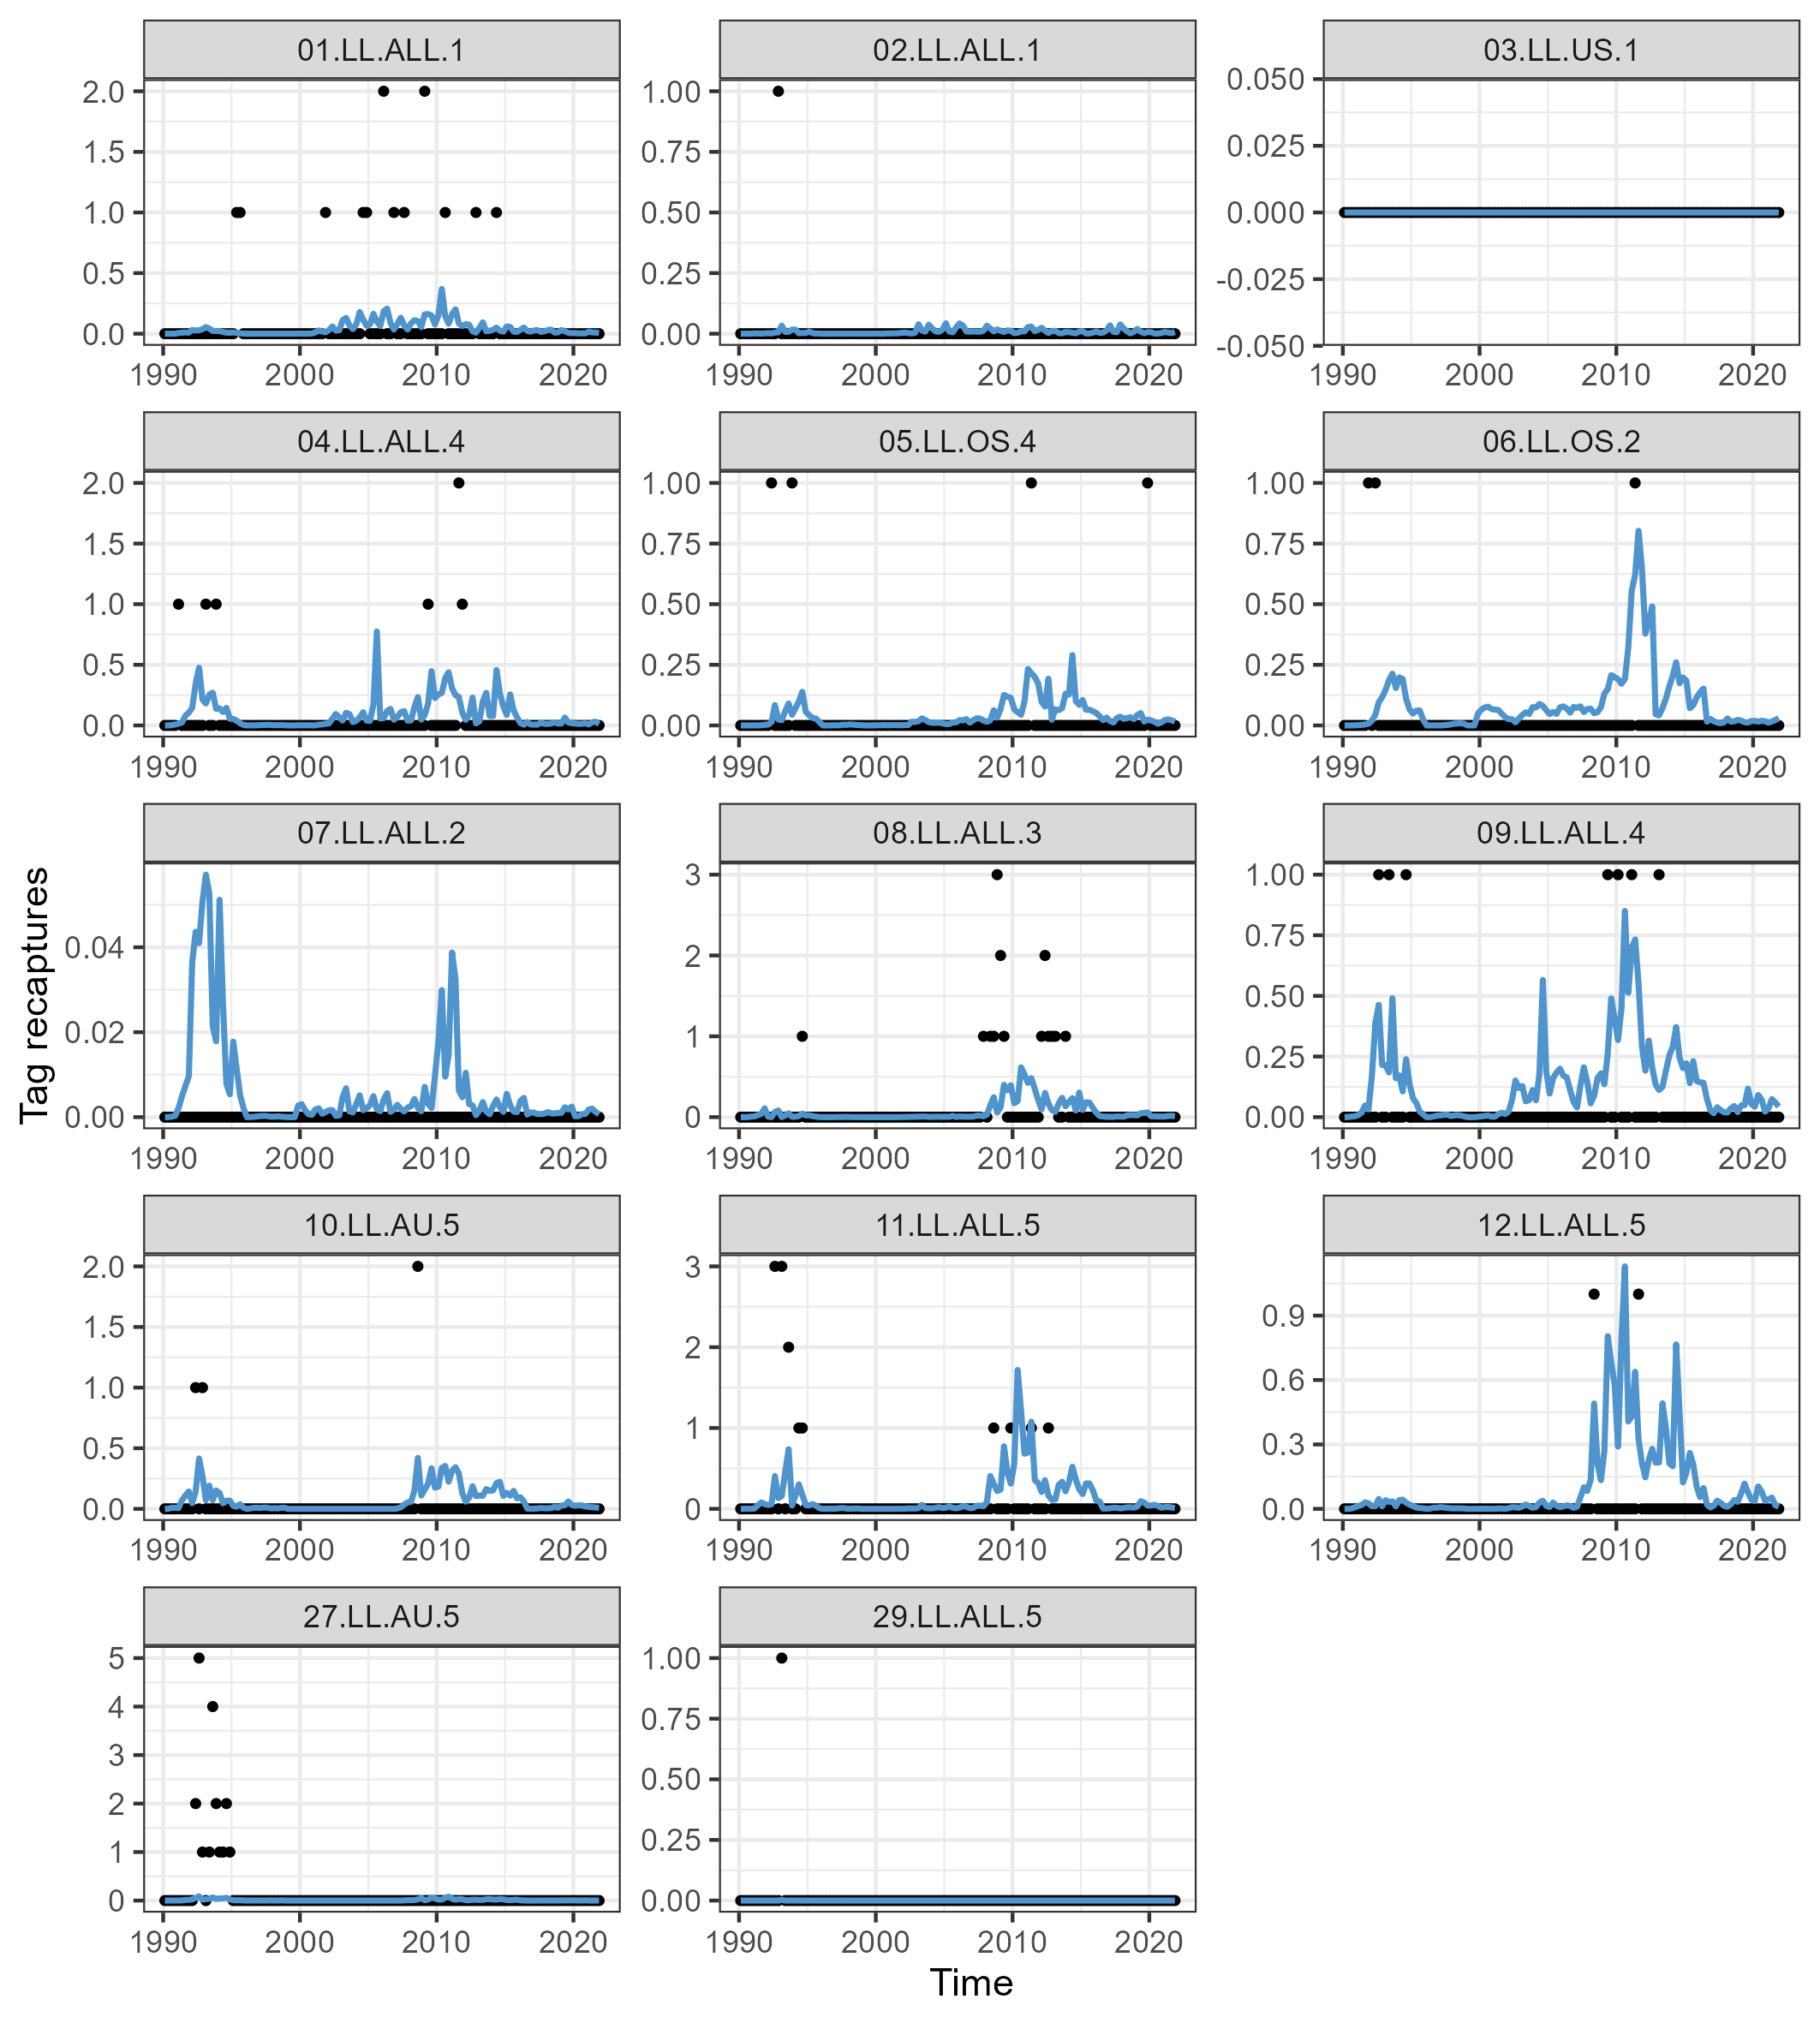 01.LL.ALL.1 02.LL.ALL.1 03.LL.US.1
2.0 1.5 1.0 0.5 0.0
1.00 0.75 0.50 0.25 0.00
0.050 0.025 0.000 -0.025 -0.050
1990 2000 2010 2020 1990 2000 2010 2020 1990 2000 2010 2020
04.LL.ALL.4 05.LL.OS.4 06.LL.OS.2
2.0 1.5 1.0 0.5 0.0
1.00 0.75 0.50 0.25 0.00
1.00 0.75 0.50 0.25 0.00
1990 2000 2010 2020 1990 2000 2010 2020 1990 2000 2010 2020
Tag recaptures
07.LL.ALL.2 08.LL.ALL.3 09.LL.ALL.4
0.04 0.02 0.00
3 2 1 0
1.00 0.75 0.50 0.25 0.00
1990 2000 2010 2020 1990 2000 2010 2020 1990 2000 2010 2020
10.LL.AU.5 11.LL.ALL.5 12.LL.ALL.5
2.0 1.5 1.0 0.5 0.0
3 2 1 0
0.9 0.6 0.3 0.0
1990 2000 2010 2020 1990 2000 2010 2020 1990 2000 2010 2020
27.LL.AU.5 29.LL.ALL.5
5 4 3 2 1 0
1.00 0.75 0.50 0.25 0.00
1990 2000 2010 2020 1990 2000 2010 2020
Time